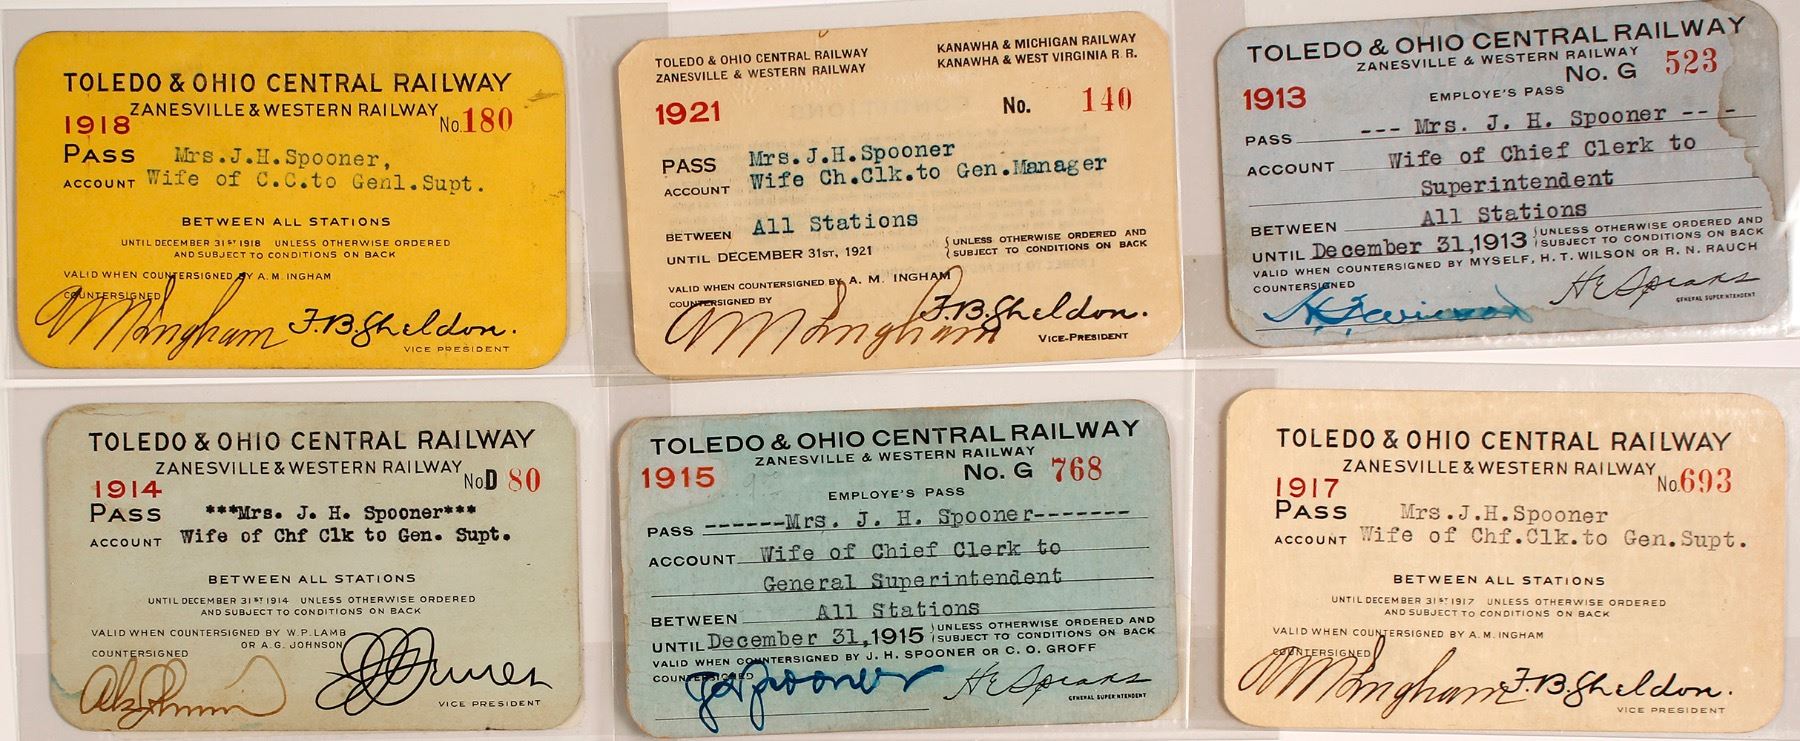 TOLEDO & OHIO CENTRAL RAILWAY
ZANESVILLE & WESTERN RAILWAY
1918
No. 180
PASS Mrs.J.H.Spooner,
ACCOUNT Wife of C.C.to Genl.Supt.
BETWEEN ALL STATIONS
UNTIL DECEMBER 31ST 1918 UNLESS OTHERWISE ORDERED
AND SUBJECT TO CONDITIONS ON BACK
VALID WHEN COUNTERSIGNED BY A. M. INGHAM
COUNTERSIGNED
A M Ingham F.B.Sheldon.
VICE PRESIDENT
TOLEDO & OHIO CENTRAL RAILWAY KANAWHA & MICHIGAN RAILWAY
ZANESVILLE & WESTERN RAILWAY KANAWHA & WEST VIRGINIA R. R.
1921 No. 140
PASS Mrs.J.H.Spooner
ACCOUNT Wife Ch.Clk.to Gen.Manager
BETWEEN All Stations
UNTIL DECEMBER 31ST, 1921 { UNLESS OTHERWISE ORDERED AND
SUBJECT TO CONDITIONS ON BACK
VALID WHEN COUNTERSIGNED BY A. M. INGHAM
COUNTERSIGNED BY
A M Ingham F.B.Sheldon.
VICE-PRESIDENT
TOLEDO & OHIO CENTRAL RAILWAY
ZANESVILLE & WESTERN RAILWAY
1913 No. G 523
EMPLOYE'S PASS
PASS --- Mrs. J. H. Spooner ---
ACCOUNT Wife of Chief Clerk to
Superintendent
BETWEEN All Stations
UNTIL December 31,1913 { UNLESS OTHERWISE ORDERED AND
SUBJECT TO CONDITIONS ON BACK
VALID WHEN COUNTERSIGNED BY MYSELF, H. T. WILSON OR R. N. RAUCH
COUNTERSIGNED
H E Speaks
GENERAL SUPERINTENDENT
TOLEDO & OHIO CENTRAL RAILWAY
ZANESVILLE & WESTERN RAILWAY
1914
No. D 80
PASS ***Mrs. J. H. Spooner***
ACCOUNT Wife of Chf Clk to Gen. Supt.
BETWEEN ALL STATIONS
UNTIL DECEMBER 31ST 1914 UNLESS OTHERWISE ORDERED
AND SUBJECT TO CONDITIONS ON BACK
VALID WHEN COUNTERSIGNED BY W. P. LAMB
OR A.G. JOHNSON
COUNTERSIGNED
VICE PRESIDENT
TOLEDO & OHIO CENTRAL RAILWAY
ZANESVILLE & WESTERN RAILWAY
1915 No. G 768
EMPLOYE'S PASS
PASS ------Mrs. J. H. Spooner-------
ACCOUNT Wife of Chief Clerk to
General Superintendent
BETWEEN All Stations
UNTIL December 31,1915 } UNLESS OTHERWISE ORDERED AND
SUBJECT TO CONDITIONS ON BACK
VALID WHEN COUNTERSIGNED BY J. H. SPOONER OR C. O. GROFF
COUNTERSIGNED
J H Spooner H E Speaks
GENERAL SUPERINTENDENT
TOLEDO & OHIO CENTRAL RAILWAY
ZANESVILLE & WESTERN RAILWAY
1917
No. 693
PASS Mrs.J.H.Spooner
ACCOUNT Wife of Chf.Clk.to Gen.Supt.
BETWEEN ALL STATIONS
UNTIL DECEMBER 31ST 1917 UNLESS OTHERWISE ORDERED
AND SUBJECT TO CONDITIONS ON BACK
VALID WHEN COUNTERSIGNED BY A. M. INGHAM
COUNTERSIGNED
A M Ingham F.B.Sheldon.
VICE PRESIDENT